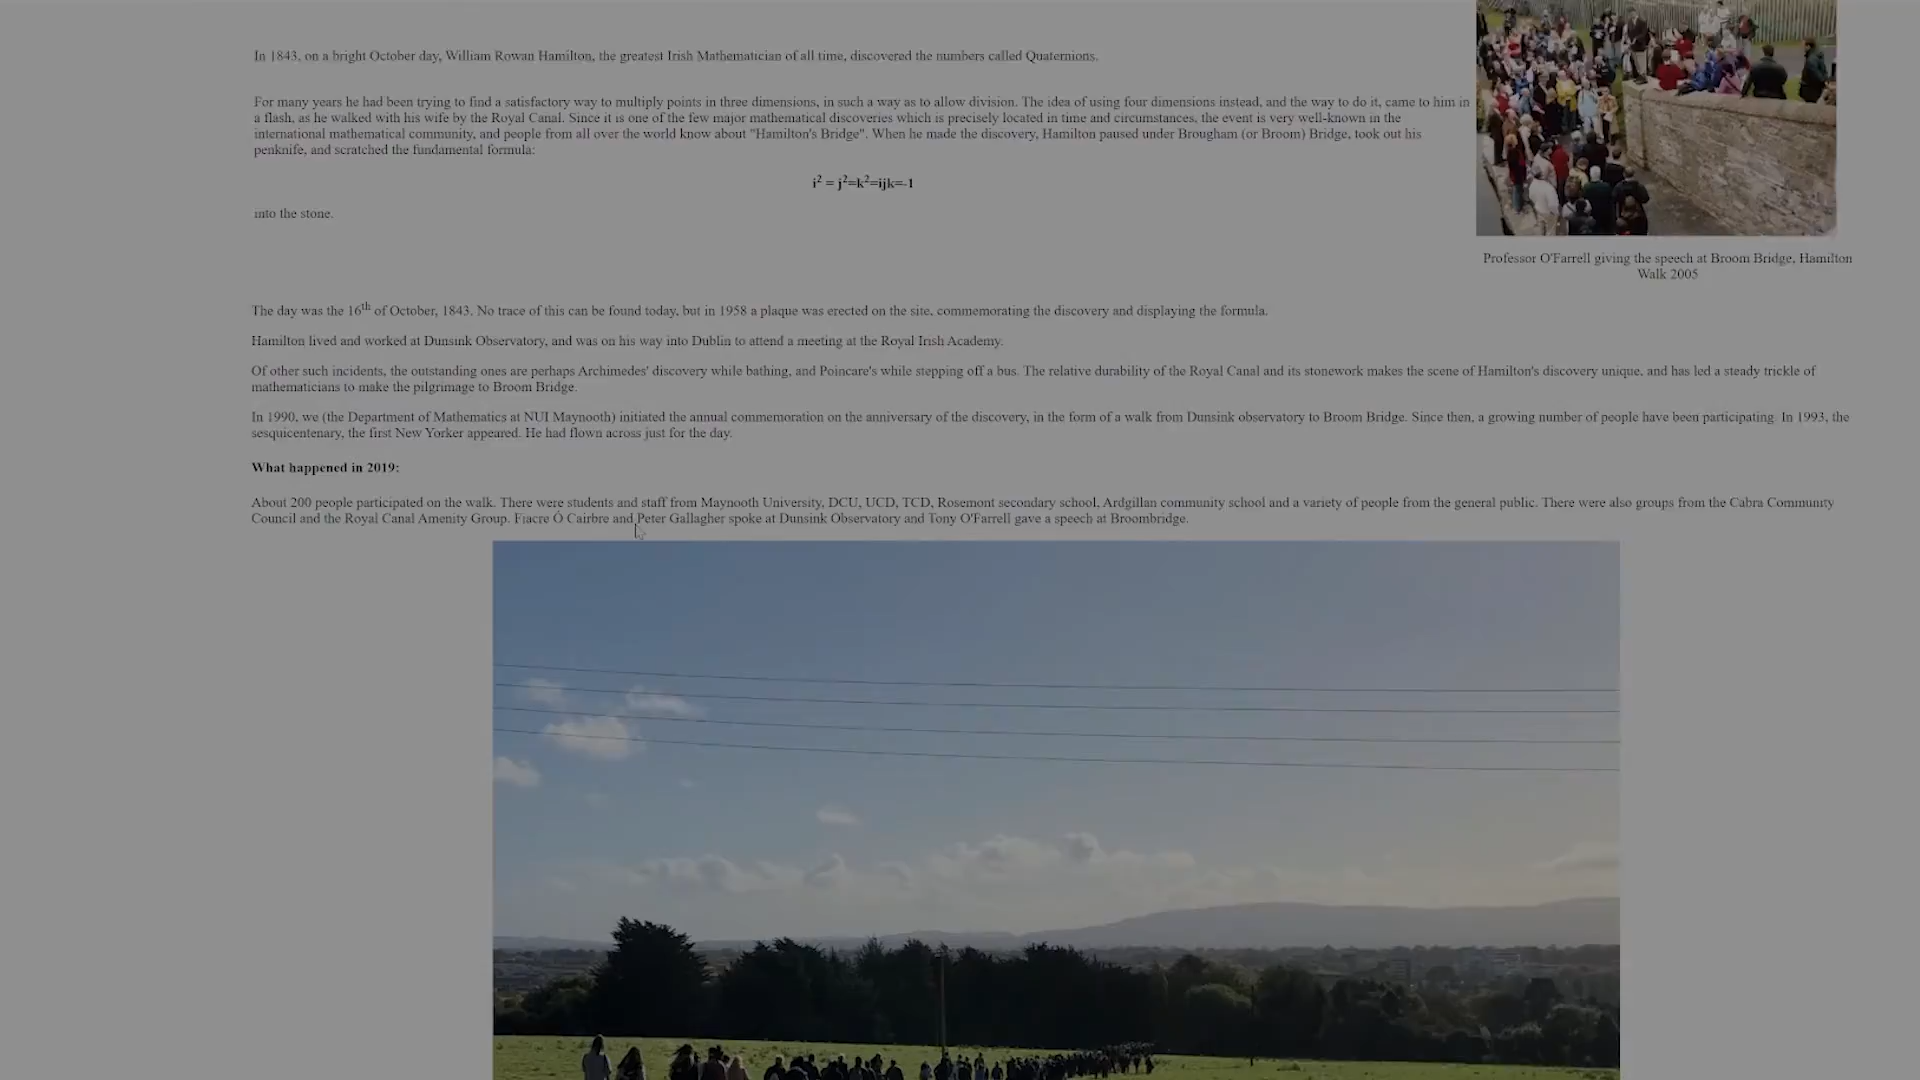 In 1843, on a bright October day, William Rowan Hamilton, the greatest Irish Mathematician of all time, discovered the numbers called Quaternions.
For many years he had been trying to find a satisfactory way to multiply points in three dimensions, in such a way as to allow division. The idea of using four dimensions instead, and the way to do it, came to him in
a flash, as he walked with his wife by the Royal Canal. Since it is one of the few major mathematical discoveries which is precisely located in time and circumstances, the event is very well-known in the
international mathematical community, and people from all over the world know about "Hamilton's Bridge". When he made the discovery, Hamilton paused under Brougham (or Broom) Bridge, took out his
penknife, and scratched the fundamental formula:
i² = j²=k²=ijk=-1
into the stone.
Professor O'Farrell giving the speech at Broom Bridge, Hamilton
Walk 2005
The day was the 16th of October, 1843. No trace of this can be found today, but in 1958 a plaque was erected on the site, commemorating the discovery and displaying the formula.
Hamilton lived and worked at Dunsink Observatory, and was on his way into Dublin to attend a meeting at the Royal Irish Academy.
Of other such incidents, the outstanding ones are perhaps Archimedes' discovery while bathing, and Poincare's while stepping off a bus. The relative durability of the Royal Canal and its stonework makes the scene of Hamilton's discovery unique, and has led a steady trickle of
mathematicians to make the pilgrimage to Broom Bridge.
In 1990, we (the Department of Mathematics at NUI Maynooth) initiated the annual commemoration on the anniversary of the discovery, in the form of a walk from Dunsink observatory to Broom Bridge. Since then, a growing number of people have been participating. In 1993, the
sesquicentenary, the first New Yorker appeared. He had flown across just for the day.
What happened in 2019:
About 200 people participated on the walk. There were students and staff from Maynooth University, DCU, UCD, TCD, Rosemont secondary school, Ardgillan community school and a variety of people from the general public. There were also groups from the Cabra Community
Council and the Royal Canal Amenity Group. Fiacre Ó Cairbre and Peter Gallagher spoke at Dunsink Observatory and Tony O'Farrell gave a speech at Broombridge.